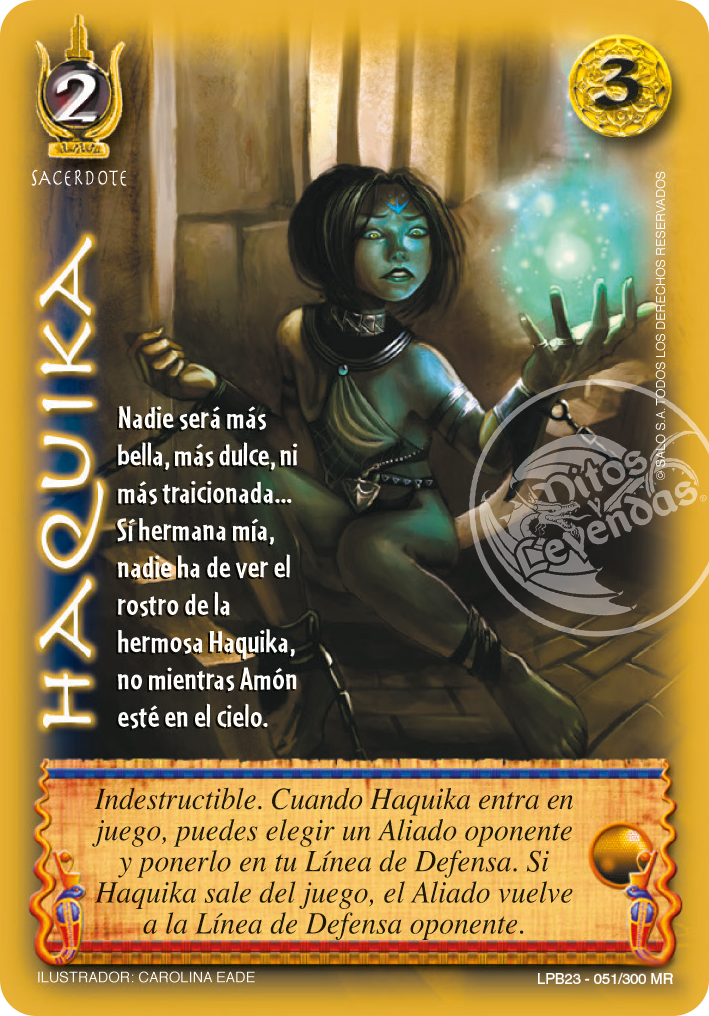 2
3
SACERDOTE
HAQUIKA
Nadie será más
bella, más dulce, ni
más traicionada...
Sí hermana mía,
nadie ha de ver el
rostro de la
hermosa Haquika,
no mientras Amón
esté en el cielo.
© SALO S.A. TODOS LOS DERECHOS RESERVADOS
Mitos
y
Leyendas®
Indestructible. Cuando Haquika entra en
juego, puedes elegir un Aliado oponente
y ponerlo en tu Línea de Defensa. Si
Haquika sale del juego, el Aliado vuelve
a la Línea de Defensa oponente.
ILUSTRADOR: CAROLINA EADE
LPB23 - 051/300 MR